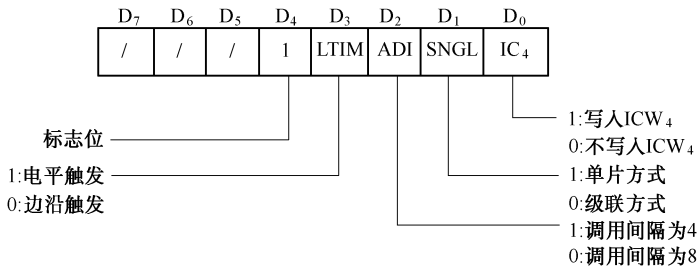 D7 D6 D5 D4 D3 D2 D1 D0
/ / / 1 LTIM ADI SNGL IC4
标志位
1:电平触发
0:边沿触发
1:写入ICW4
0:不写入ICW4
1:单片方式
0:级联方式
1:调用间隔为4
0:调用间隔为8